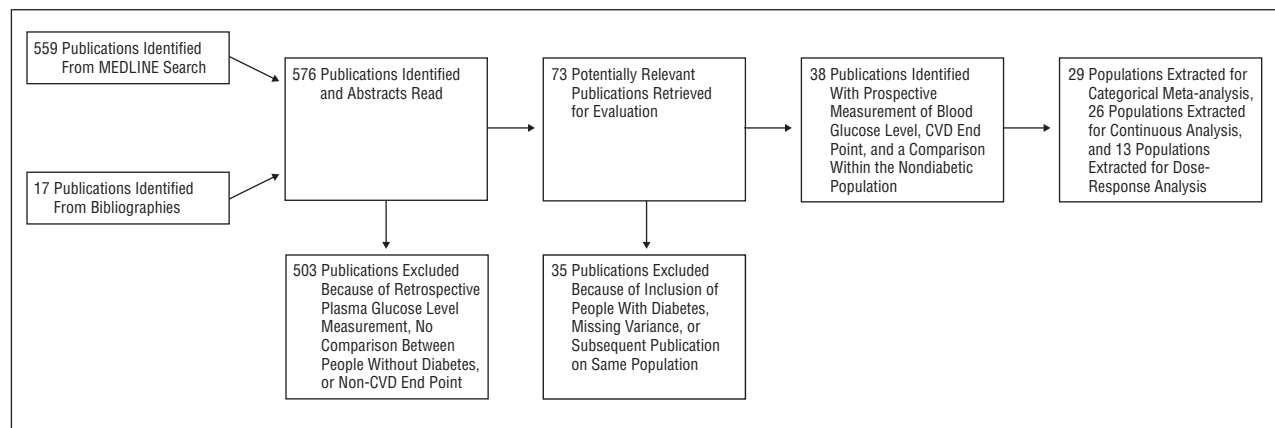 559 Publications Identified
From MEDLINE Search
17 Publications Identified
From Bibliographies
576 Publications Identified
and Abstracts Read
73 Potentially Relevant
Publications Retrieved
for Evaluation
38 Publications Identified
With Prospective
Measurement of Blood
Glucose Level, CVD End
Point, and a Comparison
Within the Nondiabetic
Population
29 Populations Extracted for
Categorical Meta-analysis,
26 Populations Extracted
for Continuous Analysis,
and 13 Populations
Extracted for Dose-
Response Analysis
503 Publications Excluded
Because of Retrospective
Plasma Glucose Level
Measurement, No
Comparison Between
People Without Diabetes,
or Non-CVD End Point
35 Publications Excluded
Because of Inclusion of
People With Diabetes,
Missing Variance, or
Subsequent Publication
on Same Population